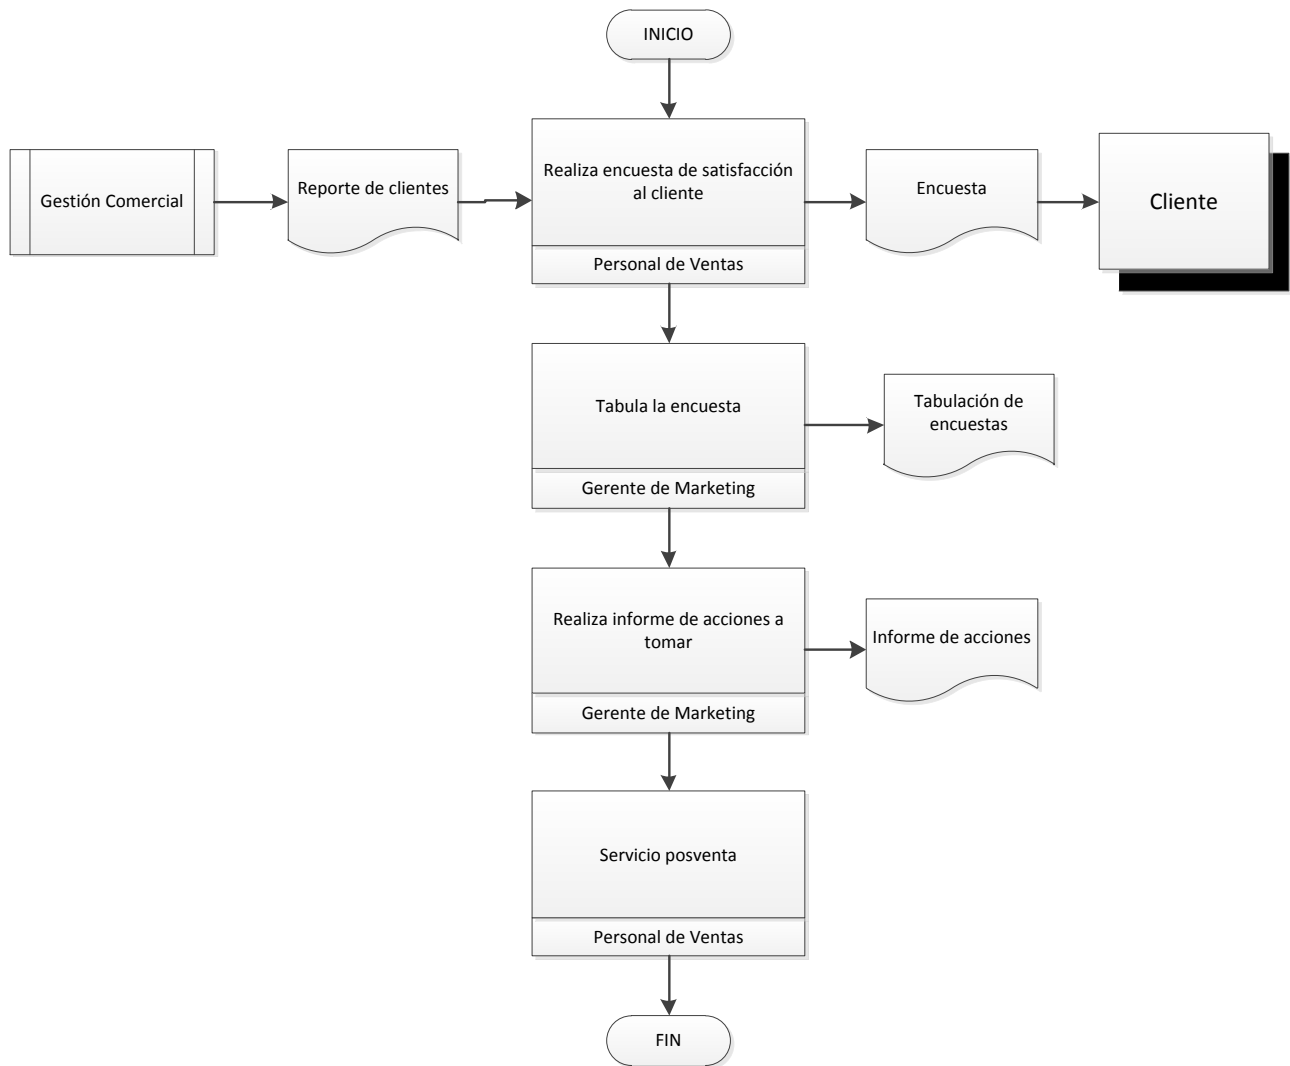 INICIO
Gestión Comercial
Reporte de clientes
Realiza encuesta de satisfacción
al cliente
Personal de Ventas
Encuesta
Cliente
Tabula la encuesta
Gerente de Marketing
Tabulación de
encuestas
Realiza informe de acciones a
tomar
Gerente de Marketing
Informe de acciones
Servicio posventa
Personal de Ventas
FIN